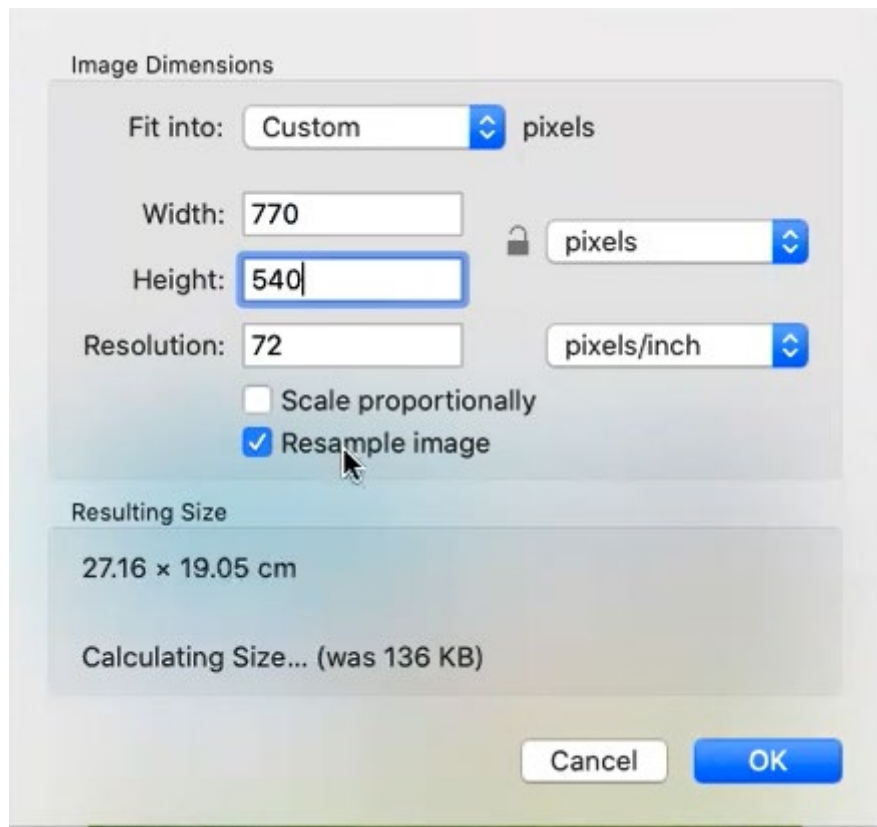 Image Dimensions
Fit into: Custom pixels
Width: 770
pixels
Height: 540
Resolution: 72 pixels/inch
Scale proportionally
Resample image
Resulting Size
27.16 × 19.05 cm
Calculating Size... (was 136 KB)
Cancel OK